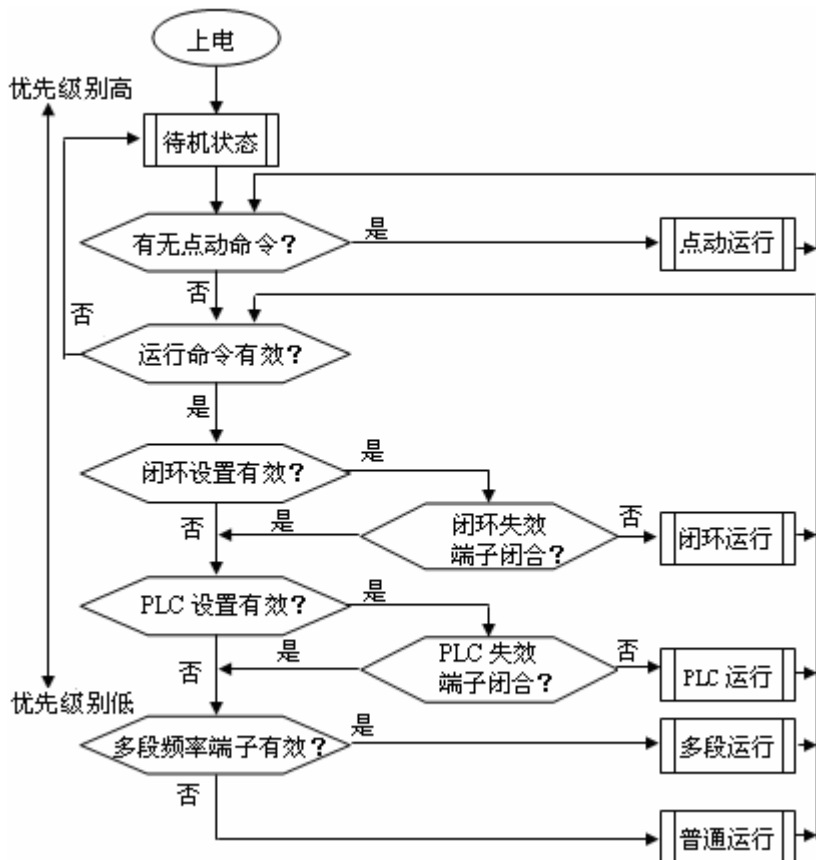 上电
优先级别高
待机状态
有无点动命令？
是
点动运行
否
否
运行命令有效？
是
闭环设置有效？
是
否
是
闭环失效
端子闭合？
否
闭环运行
PLC 设置有效？
是
否
是
PLC 失效
端子闭合？
否
PLC 运行
优先级别低
多段频率端子有效？
是
多段运行
否
普通运行